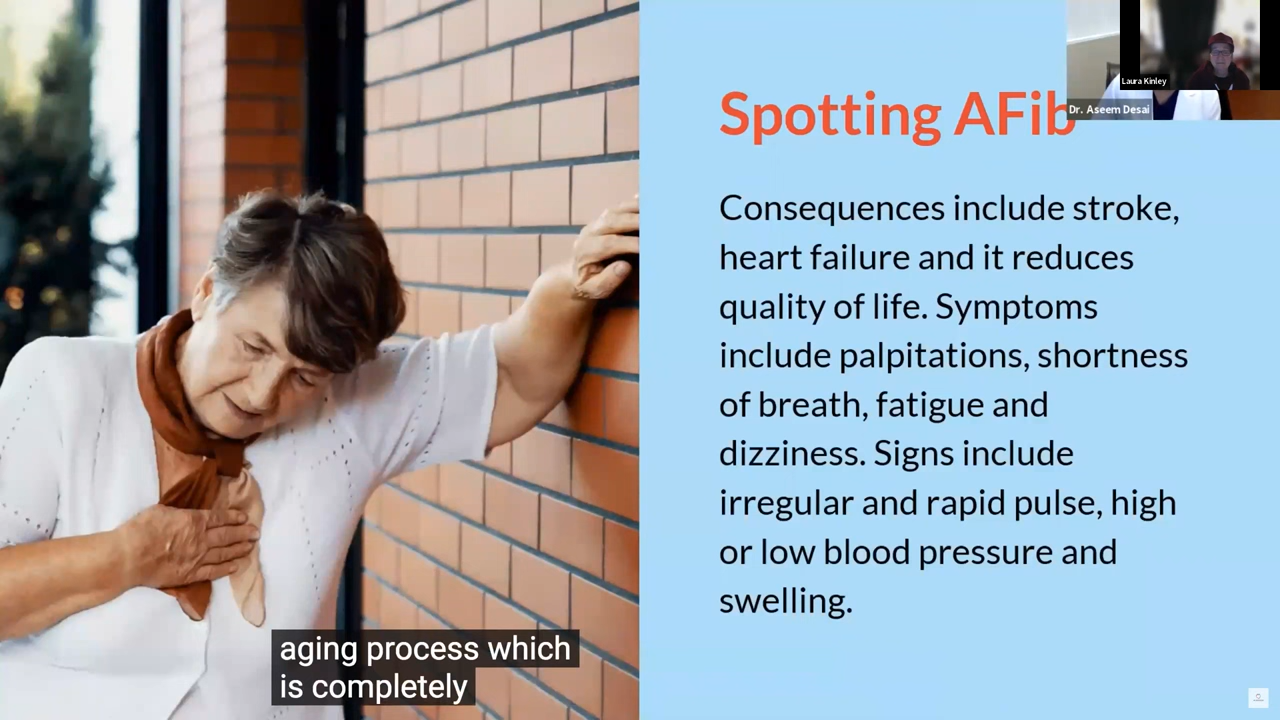 Laura Kinley
Dr. Aseem Desai
Spotting AFib
Consequences include stroke,
heart failure and it reduces
quality of life. Symptoms
include palpitations, shortness
of breath, fatigue and
dizziness. Signs include
irregular and rapid pulse, high
or low blood pressure and
swelling.
aging process which
is completely